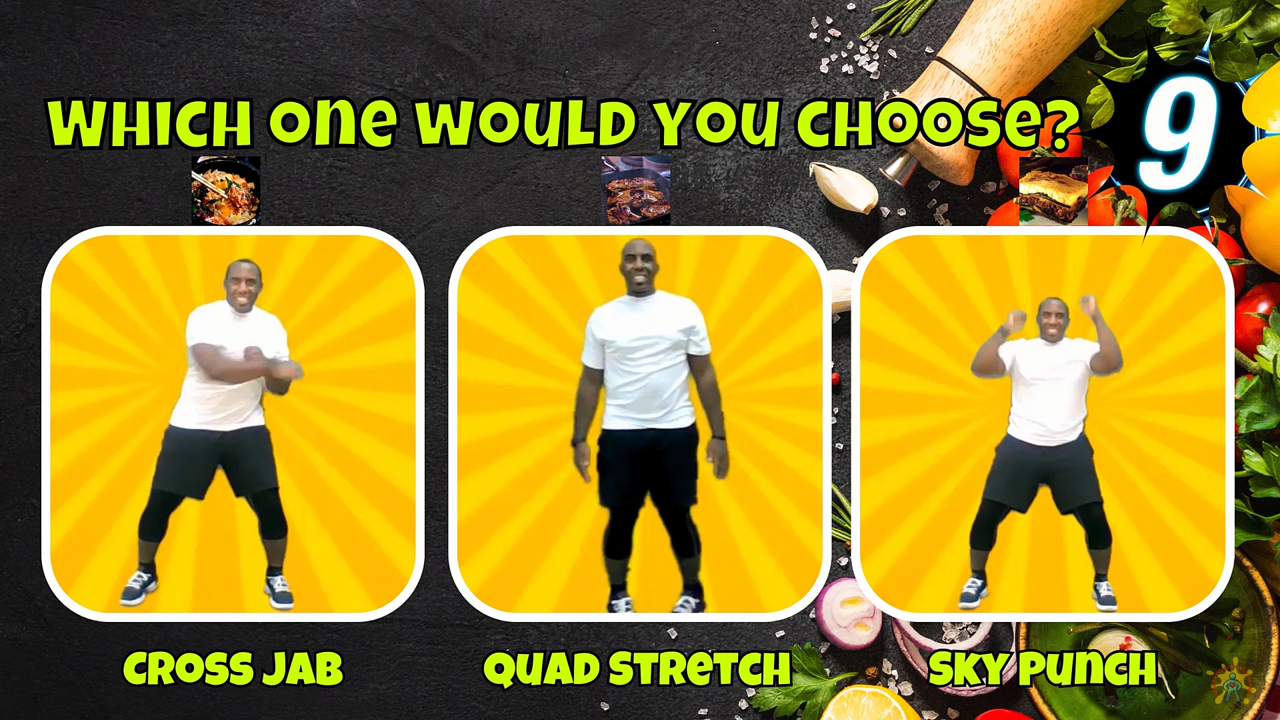 WHICH ONE WOULD YOU CHOOSE?
9
CROSS JAB
QUAD STRETCH
SKY PUNCH